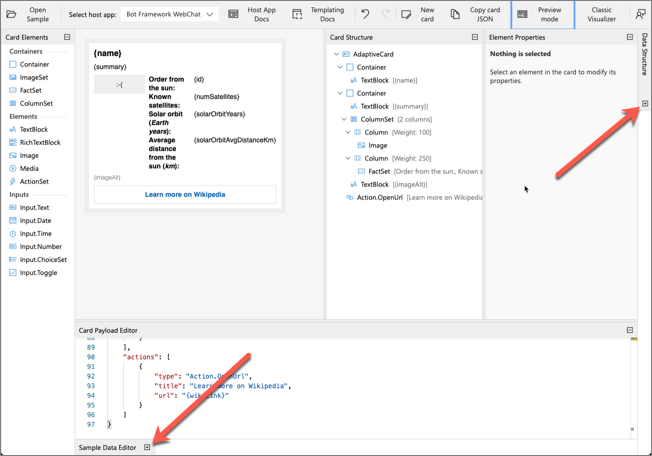 Open Sample
Select host app:
Bot Framework WebChat
Host App Docs
Templating Docs
New card
Copy card JSON
Preview mode
Classic Visualizer
Card Elements
Containers
Container
ImageSet
FactSet
ColumnSet
Elements
TextBlock
RichTextBlock
Image
Media
ActionSet
Inputs
Input.Text
Input.Date
Input.Time
Input.Number
Input.ChoiceSet
Input.Toggle
{name}
{summary}
:-(
Order from the sun: {id}
Known satellites: {numSatellites}
Solar orbit (Earth years): {solarOrbitYears}
Average distance from the sun (km): {solarOrbitAvgDistanceKm}
{imageAlt}
Learn more on Wikipedia
Card Structure
AdaptiveCard
Container
TextBlock [{name}]
Container
TextBlock [{summary}]
ColumnSet [2 columns]
Column [Weight: 100]
Image
Column [Weight: 250]
FactSet [Order from the sun:, Known s
TextBlock [{imageAlt}]
Action.OpenUrl [Learn more on Wikipedia
Element Properties
Nothing is selected
Select an element in the card to modify its
properties.
Data Structure
Card Payload Editor
88 }
89 ],
90 "actions": [
91 {
92 "type": "Action.OpenUrl",
93 "title": "Learn more on Wikipedia",
94 "url":
95 }
96 ]
97 }
Sample Data Editor